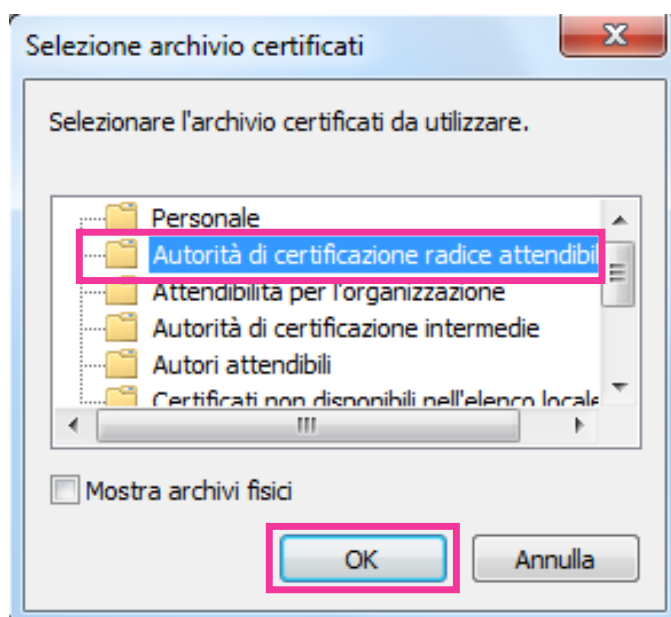 Selezione archivio certificati
Selezionare l'archivio certificati da utilizzare.
Personale
Autorità di certificazione radice attendibil
Attendibilità per l'organizzazione
Autorità di certificazione intermedie
Autori attendibili
Certificati non disponibili nell'elenco locale
Mostra archivi fisici
OK Annulla